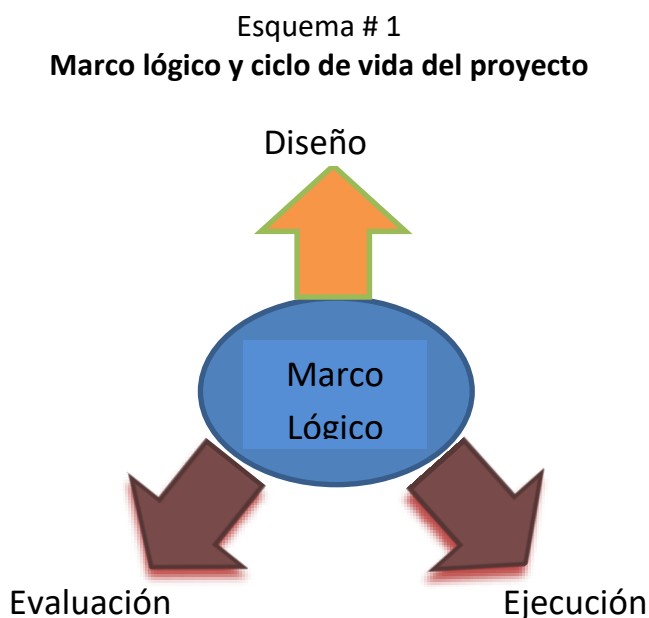 Esquema # 1
Marco lógico y ciclo de vida del proyecto
Diseño
Marco
Lógico
Evaluación
Ejecución